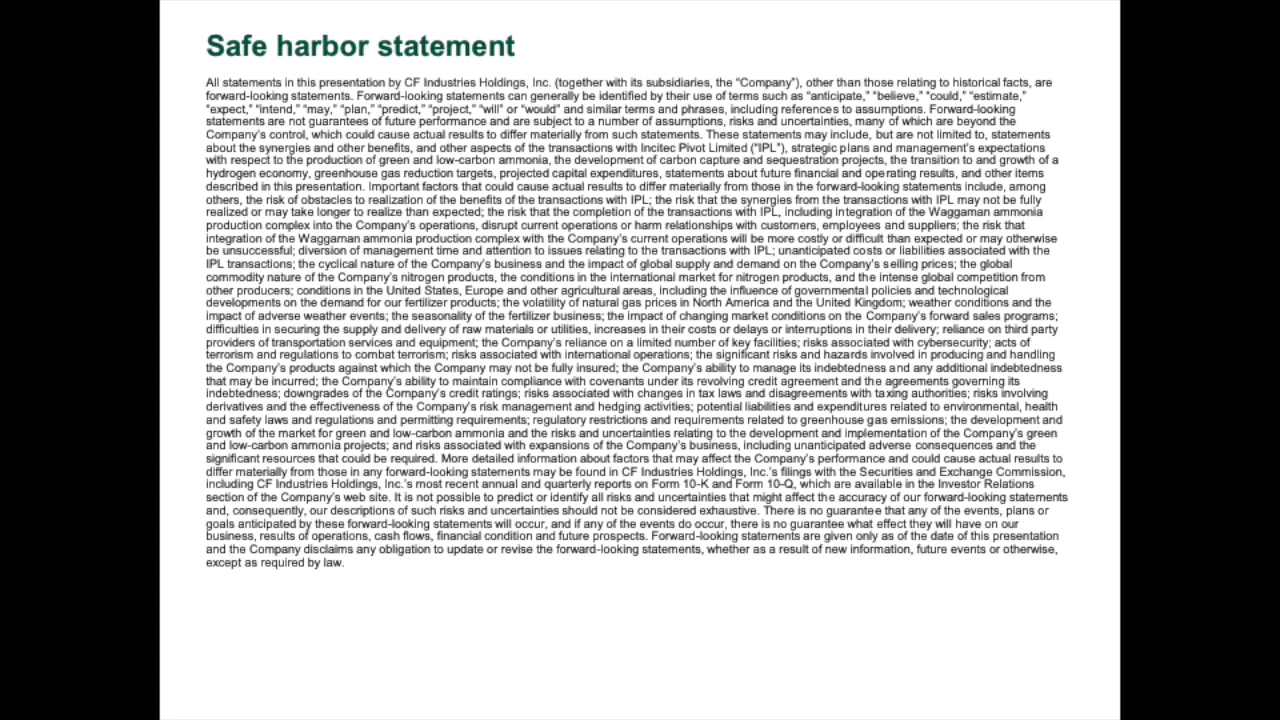 Safe harbor statement
All statements in this presentation by CF Industries Holdings, Inc. (together with its subsidiaries, the “Company”), other than those relating to historical facts, are
forward-looking statements. Forward-looking statements can generally be identified by their use of terms such as “anticipate,” “believe,” “could,” “estimate,”
“expect,” “intend,” “may,” “plan,” “predict,” “project,” “will” or “would” and similar terms and phrases, including references to assumptions. Forward-looking
statements are not guarantees of future performance and are subject to a number of assumptions, risks and uncertainties, many of which are beyond the
Company’s control, which could cause actual results to differ materially from such statements. These statements may include, but are not limited to, statements
about the synergies and other benefits, and other aspects of the transactions with Incitec Pivot Limited (“IPL”), strategic plans and management’s expectations
with respect to the production of green and low-carbon ammonia, the development of carbon capture and sequestration projects, the transition to and growth of a
hydrogen economy, greenhouse gas reduction targets, projected capital expenditures, statements about future financial and operating results, and other items
described in this presentation. Important factors that could cause actual results to differ materially from those in the forward-looking statements include, among
others, the risk of obstacles to realization of the benefits of the transactions with IPL; the risk that the synergies from the transactions with IPL may not be fully
realized or may take longer to realize than expected; the risk that the completion of the transactions with IPL, including integration of the Waggaman ammonia
production complex into the Company’s operations, disrupt current operations or harm relationships with customers, employees and suppliers; the risk that
integration of the Waggaman ammonia production complex with the Company’s current operations will be more costly or difficult than expected or may otherwise
be unsuccessful; diversion of management time and attention to issues relating to the transactions with IPL; unanticipated costs or liabilities associated with the
IPL transactions; the cyclical nature of the Company’s business and the impact of global supply and demand on the Company’s selling prices; the global
commodity nature of the Company’s nitrogen products, the conditions in the international market for nitrogen products, and the intense global competition from
other producers; conditions in the United States, Europe and other agricultural areas, including the influence of governmental policies and technological
developments on the demand for our fertilizer products; the volatility of natural gas prices in North America and the United Kingdom; weather conditions and the
impact of adverse weather events; the seasonality of the fertilizer business; the impact of changing market conditions on the Company’s forward sales programs;
difficulties in securing the supply and delivery of raw materials or utilities, increases in their costs or delays or interruptions in their delivery; reliance on third party
providers of transportation services and equipment; the Company’s reliance on a limited number of key facilities; risks associated with cybersecurity; acts of
terrorism and regulations to combat terrorism; risks associated with international operations; the significant risks and hazards involved in producing and handling
the Company’s products against which the Company may not be fully insured; the Company’s ability to manage its indebtedness and any additional indebtedness
that may be incurred; the Company’s ability to maintain compliance with covenants under its revolving credit agreement and the agreements governing its
indebtedness; downgrades of the Company’s credit ratings; risks associated with changes in tax laws and disagreements with taxing authorities; risks involving
derivatives and the effectiveness of the Company’s risk management and hedging activities; potential liabilities and expenditures related to environmental, health
and safety laws and regulations and permitting requirements; regulatory restrictions and requirements related to greenhouse gas emissions; the development and
growth of the market for green and low-carbon ammonia and the risks and uncertainties relating to the development and implementation of the Company’s green
and low-carbon ammonia projects; and risks associated with expansions of the Company’s business, including unanticipated adverse consequences and the
significant resources that could be required. More detailed information about factors that may affect the Company’s performance and could cause actual results to
differ materially from those in any forward-looking statements may be found in CF Industries Holdings, Inc.’s filings with the Securities and Exchange Commission,
including CF Industries Holdings, Inc.’s most recent annual and quarterly reports on Form 10-K and Form 10-Q, which are available in the Investor Relations
section of the Company’s web site. It is not possible to predict or identify all risks and uncertainties that might affect the accuracy of our forward-looking statements
and, consequently, our descriptions of such risks and uncertainties should not be considered exhaustive. There is no guarantee that any of the events, plans or
goals anticipated by these forward-looking statements will occur, and if any of the events do occur, there is no guarantee what effect they will have on our
business, results of operations, cash flows, financial condition and future prospects. Forward-looking statements are given only as of the date of this presentation
and the Company disclaims any obligation to update or revise the forward-looking statements, whether as a result of new information, future events or otherwise,
except as required by law.